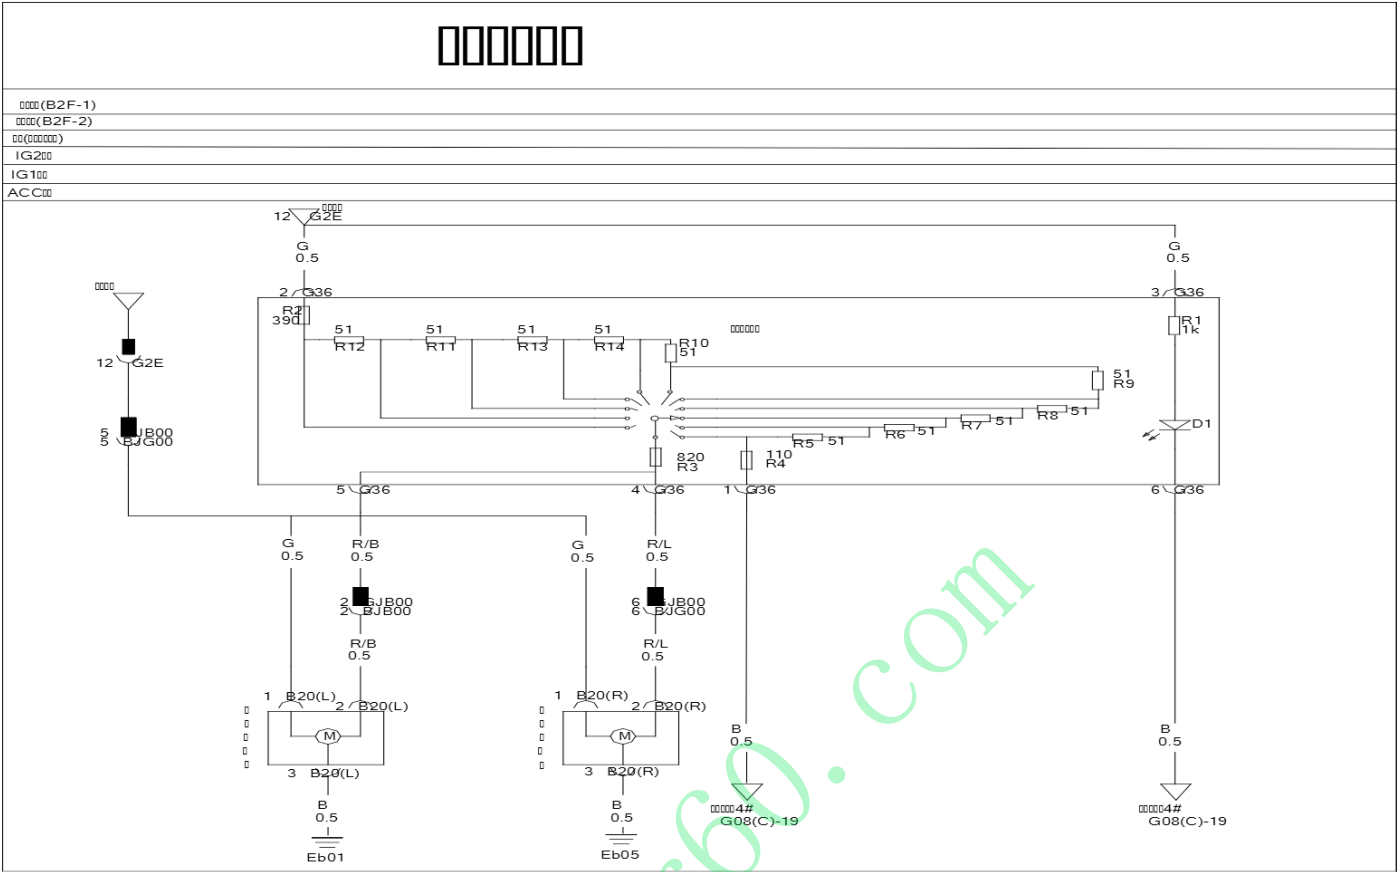 (B2F-1)
(B2F-2)
( )
IG2
IG1
ACC
12 G2E
G
0.5
G
0.5
2 G36
3 G36
R2
390
51
R12
51
R11
51
R13
51
R14
R10
51
R1
1k
12 G2E
51
R9
5 BJG00
R8 51
R7 51
R6 51
R5 51
D1
820
R3
110
R4
5 G36
4 G36
1 G36
6 G36
G
0.5
R/B
0.5
G
0.5
R/L
0.5
2 GJB00
2 BJB00
6 GJB00
6 BJG00
R/B
0.5
R/L
0.5
1 B20(L)
2 B20(L)
1 B20(R)
2 B20(R)
M
M
3 B20(L)
3 B20(R)
B
0.5
B
0.5
B
0.5
B
0.5
Eb01
Eb05
4#
G08(C)-19
4#
G08(C)-19
r60. com